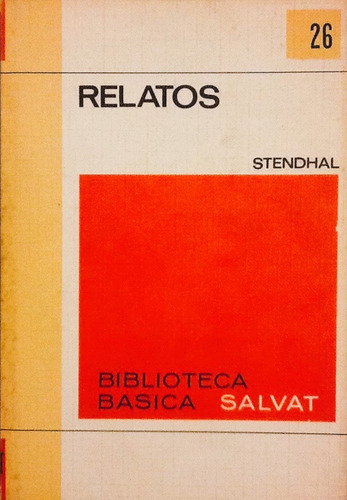 26
RELATOS
STENDHAL
BIBLIOTECA
BASICA SALVAT